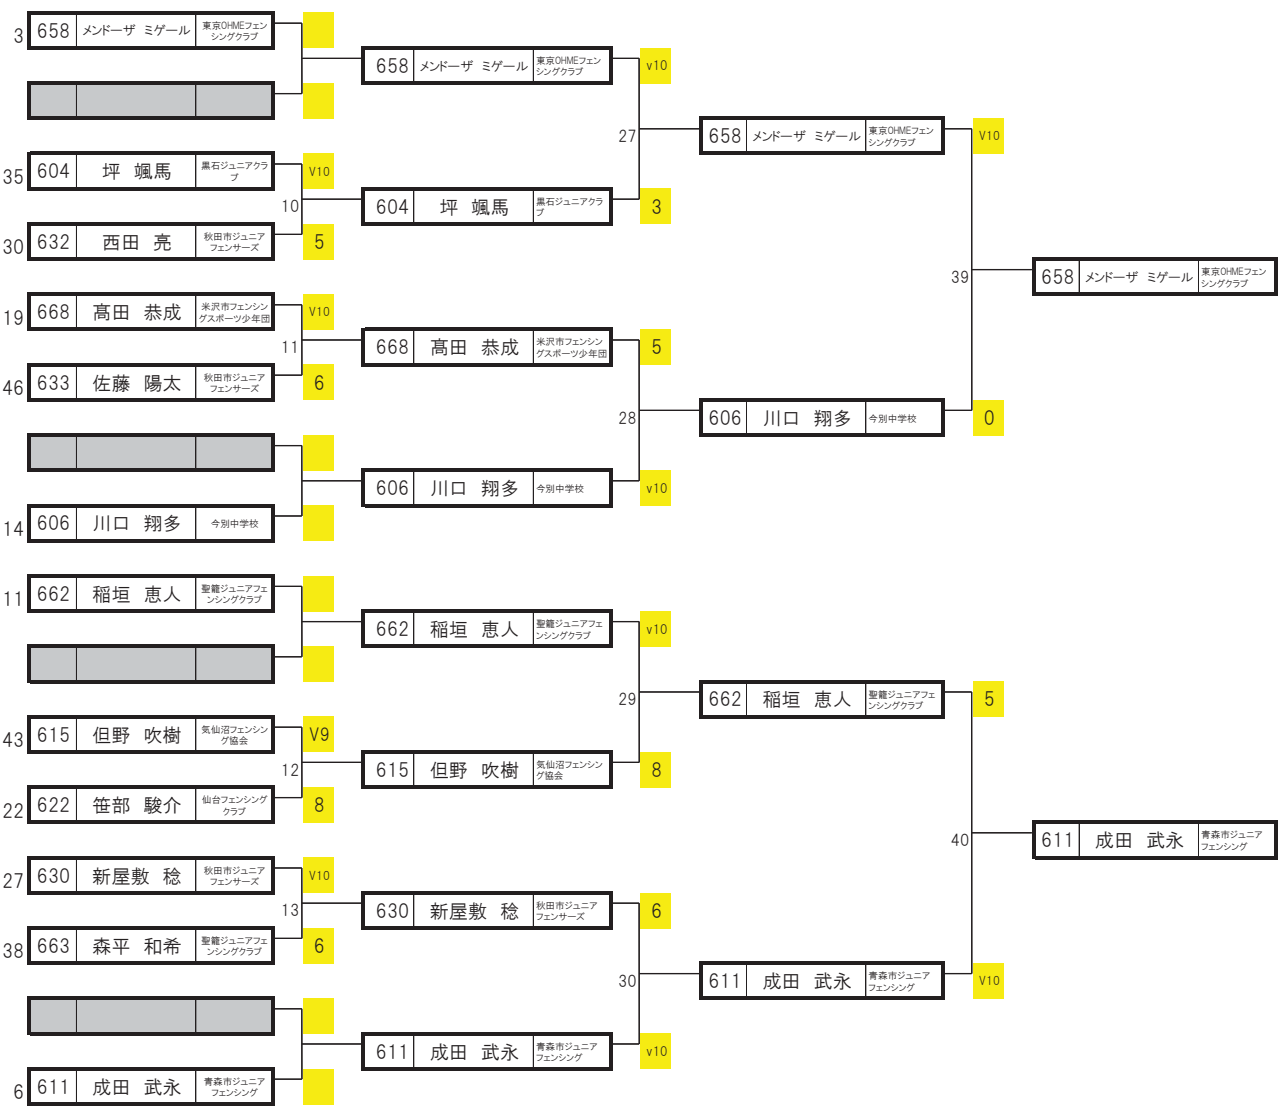 3 658 メンドーザ ミゲール 東京OHMEフェン
シングクラブ
35 604 坪 颯馬 黒石ジュニアクラ
ブ V10
10
30 632 西田 亮 秋田市ジュニア
フェンサーズ 5
19 668 髙田 恭成 米沢市フェンシン
グスポーツ少年団 V10
11
46 633 佐藤 陽太 秋田市ジュニア
フェンサーズ 6
14 606 川口 翔多 今別中学校
11 662 稲垣 恵人 聖籠ジュニアフェ
ンシングクラブ
43 615 但野 吹樹 気仙沼フェンシン
グ協会 V9
12
22 622 笹部 駿介 仙台フェンシング
クラブ 8
27 630 新屋敷 稔 秋田市ジュニア
フェンサーズ V10
13
38 663 森平 和希 聖籠ジュニアフェ
ンシングクラブ 6
6 611 成田 武永 青森市ジュニア
フェンシング
658 メンドーザ ミゲール 東京OHMEフェン
シングクラブ v10
27
604 坪 颯馬 黒石ジュニアクラ
ブ 3
668 髙田 恭成 米沢市フェンシン
グスポーツ少年団 5
28
606 川口 翔多 今別中学校 v10
662 稲垣 恵人 聖籠ジュニアフェ
ンシングクラブ v10
29
615 但野 吹樹 気仙沼フェンシン
グ協会 8
630 新屋敷 稔 秋田市ジュニア
フェンサーズ 6
30
611 成田 武永 青森市ジュニア
フェンシング v10
658 メンドーザ ミゲール 東京OHMEフェン
シングクラブ V10
39
606 川口 翔多 今別中学校 0
662 稲垣 恵人 聖籠ジュニアフェ
ンシングクラブ 5
40
611 成田 武永 青森市ジュニア
フェンシング V10
658 メンドーザ ミゲール 東京OHMEフェン
シングクラブ
611 成田 武永 青森市ジュニア
フェンシング